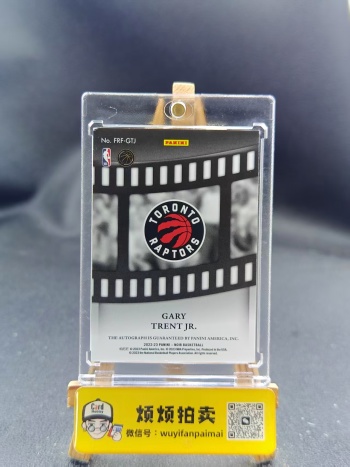 No. FRF-GTJ
PANINI
TORONTO
RAPTORS
GARY
TRENT JR.
THE AUTOGRAPH IS GUARANTEED BY PANINI AMERICA, INC.
2022-23 PANINI - NOIR BASKETBALL
Card
烦烦拍卖
微信号：wuyifanpaimai